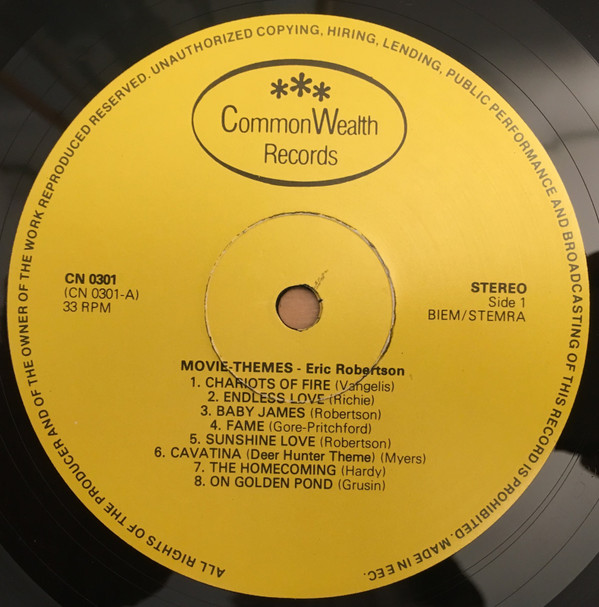 ALL RIGHTS OF THE PRODUCER AND OF THE OWNER OF THE WORK REPRODUCED RESERVED. UNAUTHORIZED COPYING, HIRING, LENDING, PUBLIC PERFORMANCE AND BROADCASTING OF THIS RECORD IS PROHIBITED. MADE IN EEC.
CommonWealth
Records
CN 0301
(CN 0301-A)
33 RPM
STEREO
Side 1
BIEM/STEMRA
MOVIE-THEMES - Eric Robertson
1. CHARIOTS OF FIRE (Vangelis)
2. ENDLESS LOVE (Richie)
3. BABY JAMES (Robertson)
4. FAME (Gore-Pritchford)
5. SUNSHINE LOVE (Robertson)
6. CAVATINA (Deer Hunter Theme) (Myers)
7. THE HOMECOMING (Hardy)
8. ON GOLDEN POND (Grusin)